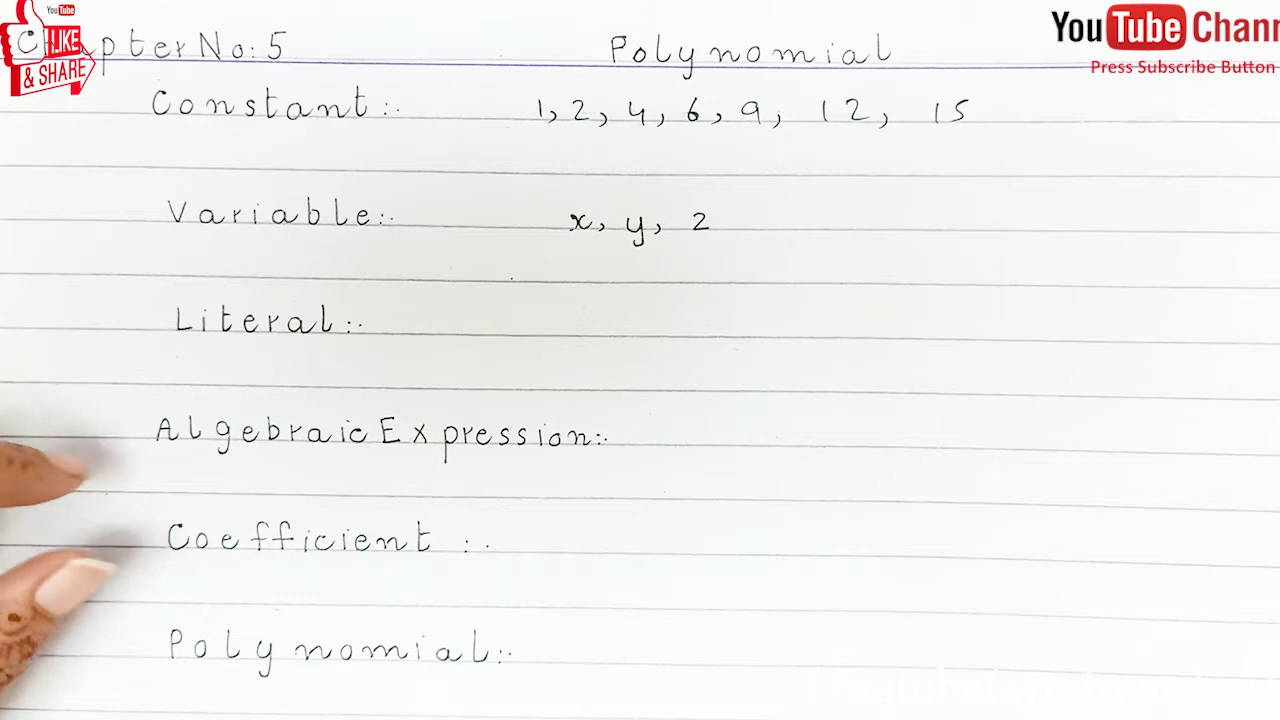 YouTube
LIKE
& SHARE
Chapter No: 5 Polynomial
YouTube Chann
Press Subscribe Button
Constant:. 1, 2, 4, 6, 9, 12, 15
Variable:. x, y, z
Literal:.
Algebraic Expression:.
Coefficient :.
Polynomial:.